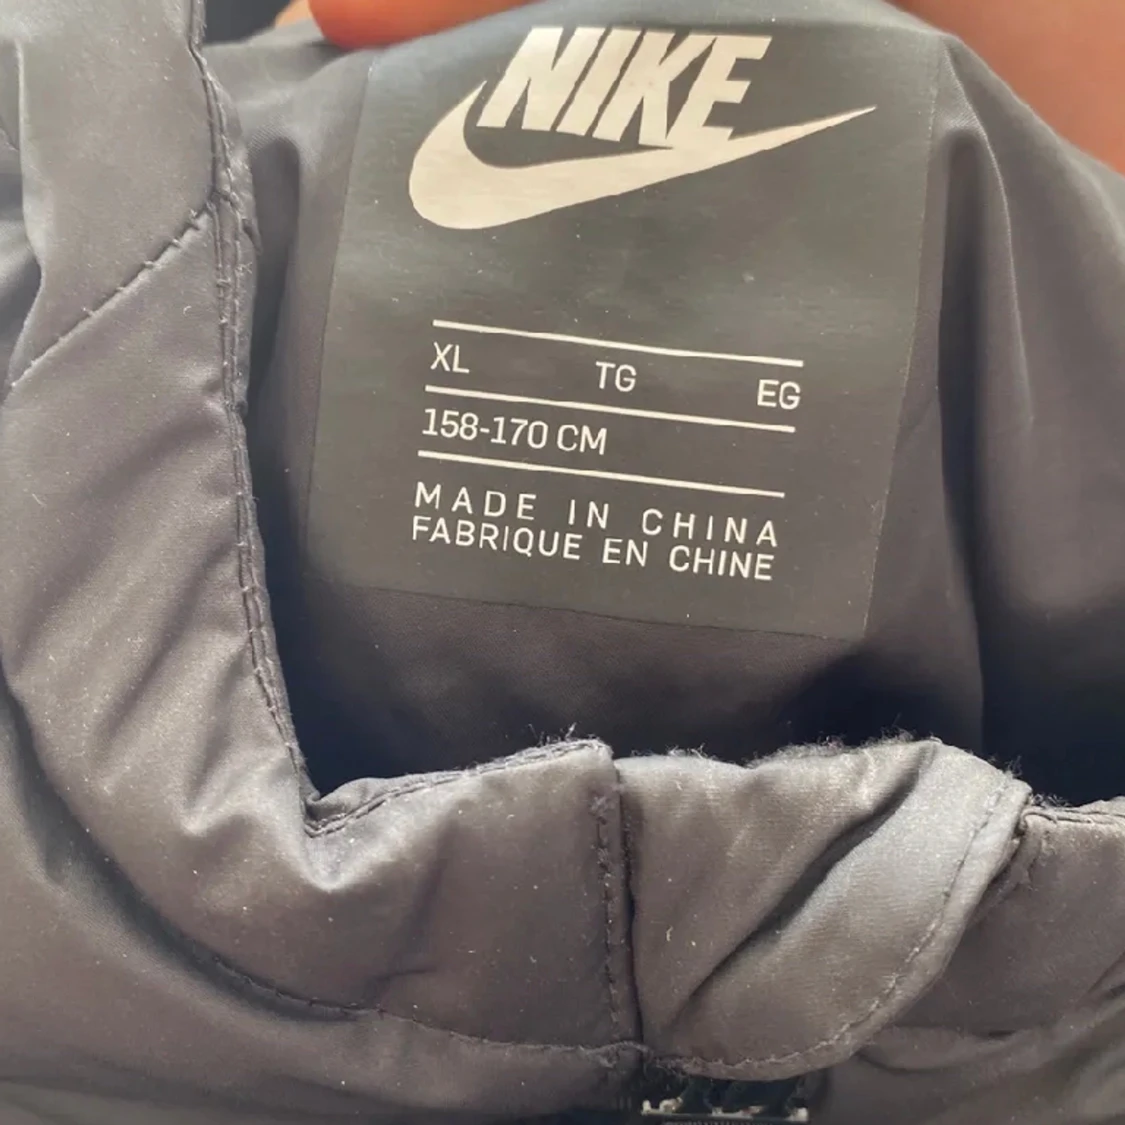 NIKE
XL TG EG
158-170 CM
MADE IN CHINA
FABRIQUE EN CHINE